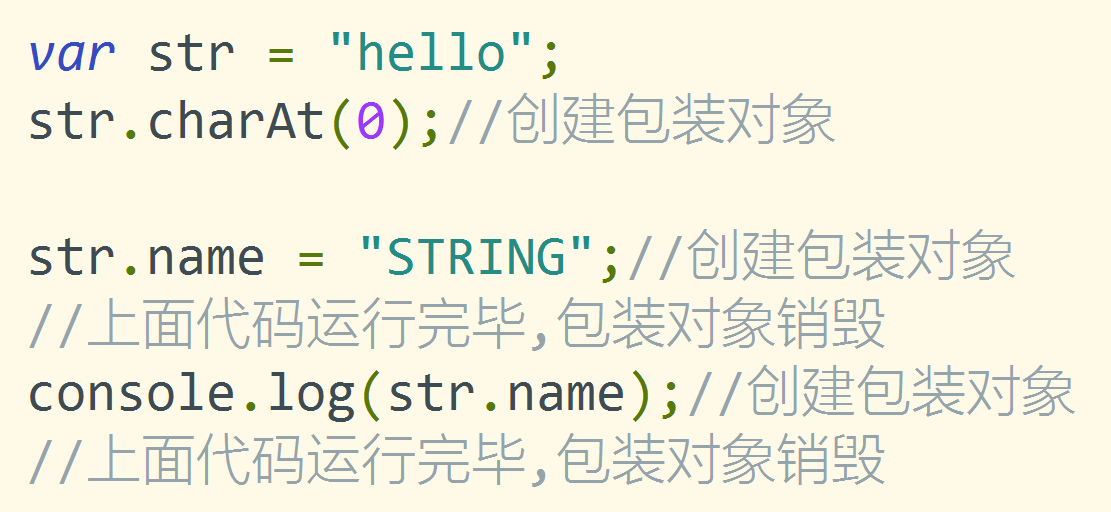 var str = "hello";
str.charAt(0);//创建包装对象
str.name = "STRING";//创建包装对象
//上面代码运行完毕,包装对象销毁
console.log(str.name);//创建包装对象
//上面代码运行完毕,包装对象销毁